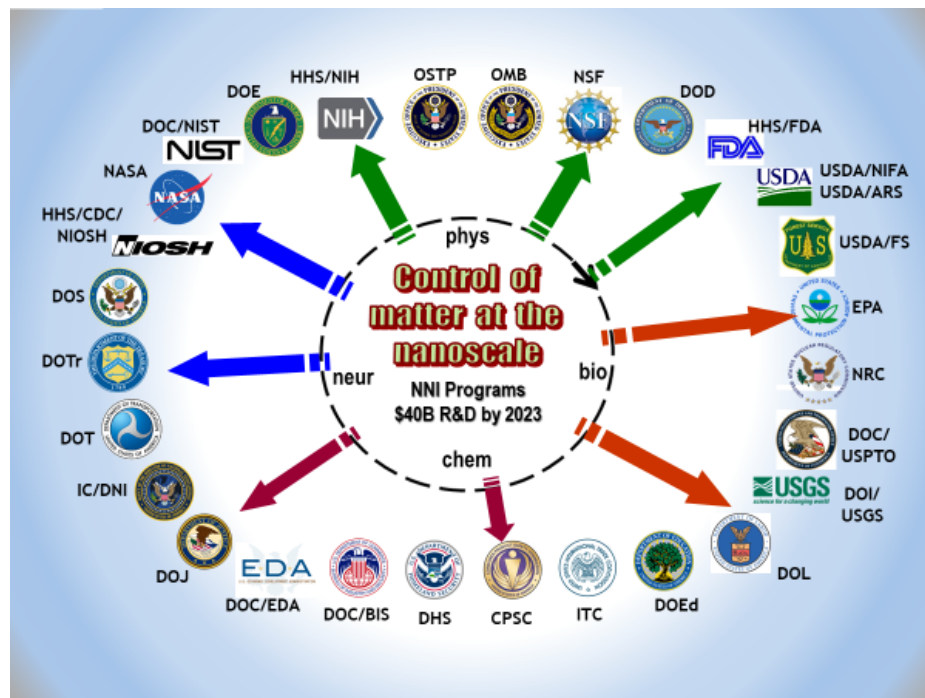 OSTP
OMB
NSF
HHS/NIH
DOE
DOD
NIH
NSF
DOC/NIST
NIST
HHS/FDA
FDA
NASA
NASA
USDA
USDA/NIFA
USDA/ARS
HHS/CDC/
NIOSH
NIOSH
phys
U S
USDA/FS
Control of
matter at the
nanoscale
DOS
EPA
DOTr
neur
bio
NRC
NNI Programs
$40B R&D by 2023
DOT
DOC/
USPTO
chem
IC/DNI
USGS
science for a changing world
DOI/
USGS
DOJ
EDA
DOL
DOC/EDA
DOC/BIS
DHS
CPSC
ITC
DOEd